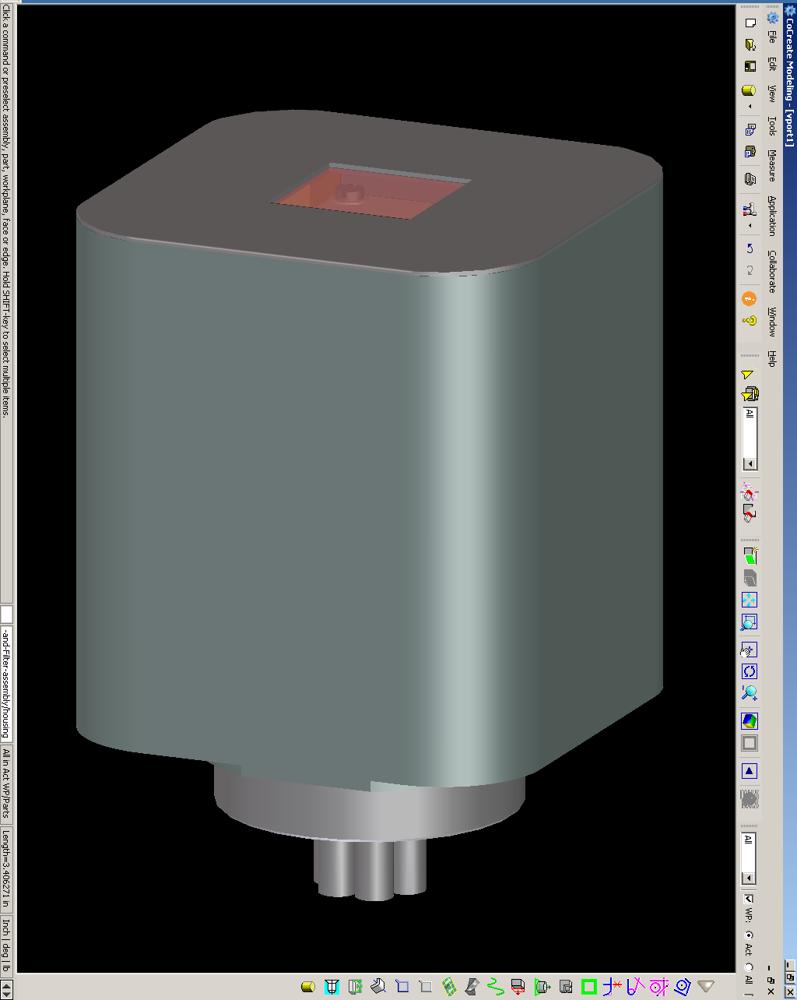 CoCreate Modeling - [vport1]
File Edit View Tools Measure Application Collaborate Window Help
All
All
WP: Act All
Click a command or preselect assembly, part, workplane, face or edge. Hold SHIFT-key to select multiple items.
-and-Filter-assembly/housing
All in Act WP/Parts
Length=3.406271 in
Inch | deg | lb